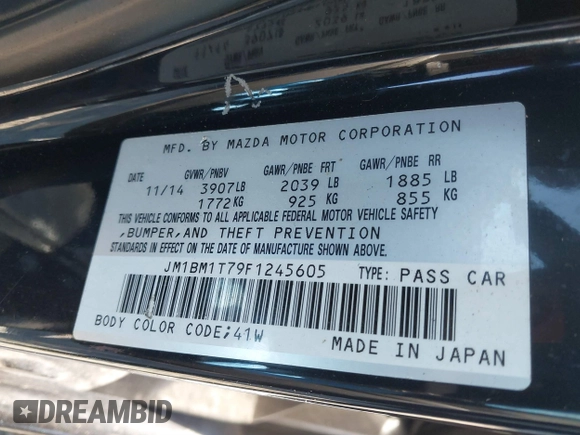 MFD. BY MAZDA MOTOR CORPORATION
DATE GVWR/PNBV GAWR/PNBE FRT GAWR/PNBE RR
11/14 3907LB 2039 LB 1885 LB
1772KG 925 KG 855 KG
THIS VEHICLE CONFORMS TO ALL APPLICABLE FEDERAL MOTOR VEHICLE SAFETY
,BUMPER,AND THEFT PREVENTION
STANDARDS IN EFFECT ON THE DATE OF MANUFACTURE SHOWN ABOVE.
JM1BM1T79F1245605 TYPE: PASS CAR
BODY COLOR CODE;41W MADE IN JAPAN
DREAMBID